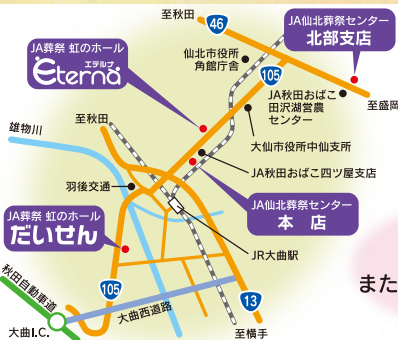 至秋田
46
JA仙北葬祭センター
北部支店
JA葬祭 虹のホール
エテルナ
Eterna
仙北市役所
角館庁舎
105
至盛岡
JA秋田おばこ
田沢湖営農
センター
至秋田
大仙市役所中仙支所
雄物川
JA秋田おばこ四ツ屋支店
羽後交通
JA仙北葬祭センター
本 店
JA葬祭 虹のホール
だいせん
JR大曲駅
秋田自動車道
105
大曲西道路
13
また
大曲I.C.
至横手